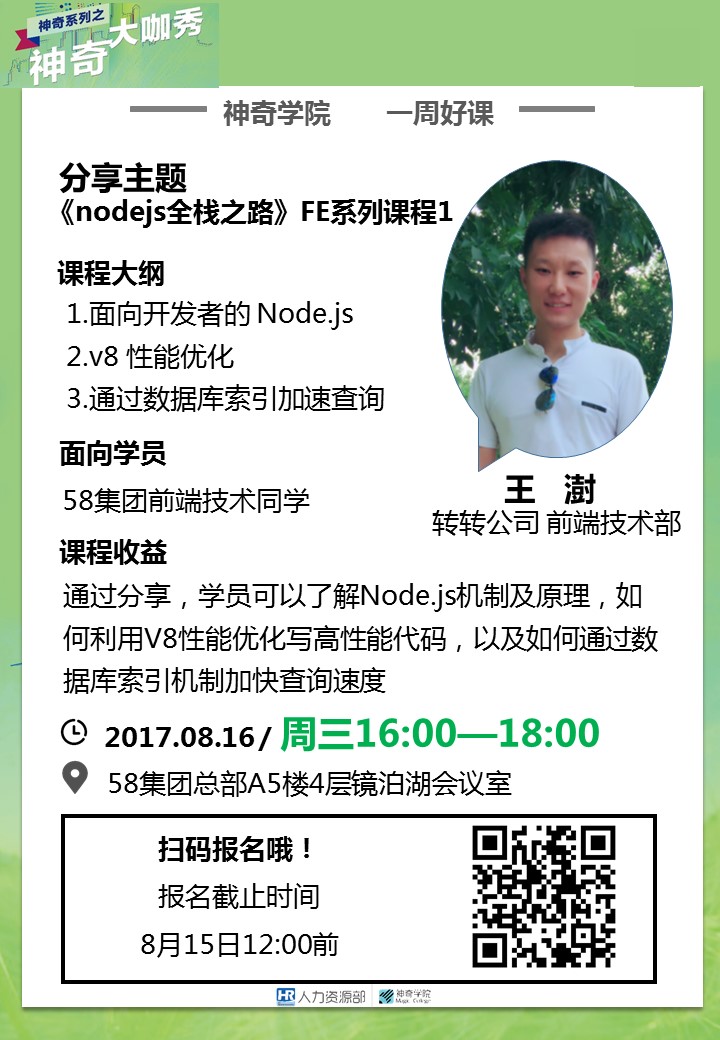 神奇系列之
神奇大咖秀
神奇学院 一周好课
分享主题
《nodejs全栈之路》FE系列课程1
课程大纲
1.面向开发者的 Node.js
2.v8 性能优化
3.通过数据库索引加速查询
面向学员
58集团前端技术同学
王 澍
转转公司 前端技术部
课程收益
通过分享，学员可以了解Node.js机制及原理，如
何利用V8性能优化写高性能代码，以及如何通过数
据库索引机制加快查询速度
2017.08.16/ 周三16:00—18:00
58集团总部A5楼4层镜泊湖会议室
扫码报名哦！
报名截止时间
8月15日12:00前
HR 人力资源部 神奇学院
Magic College